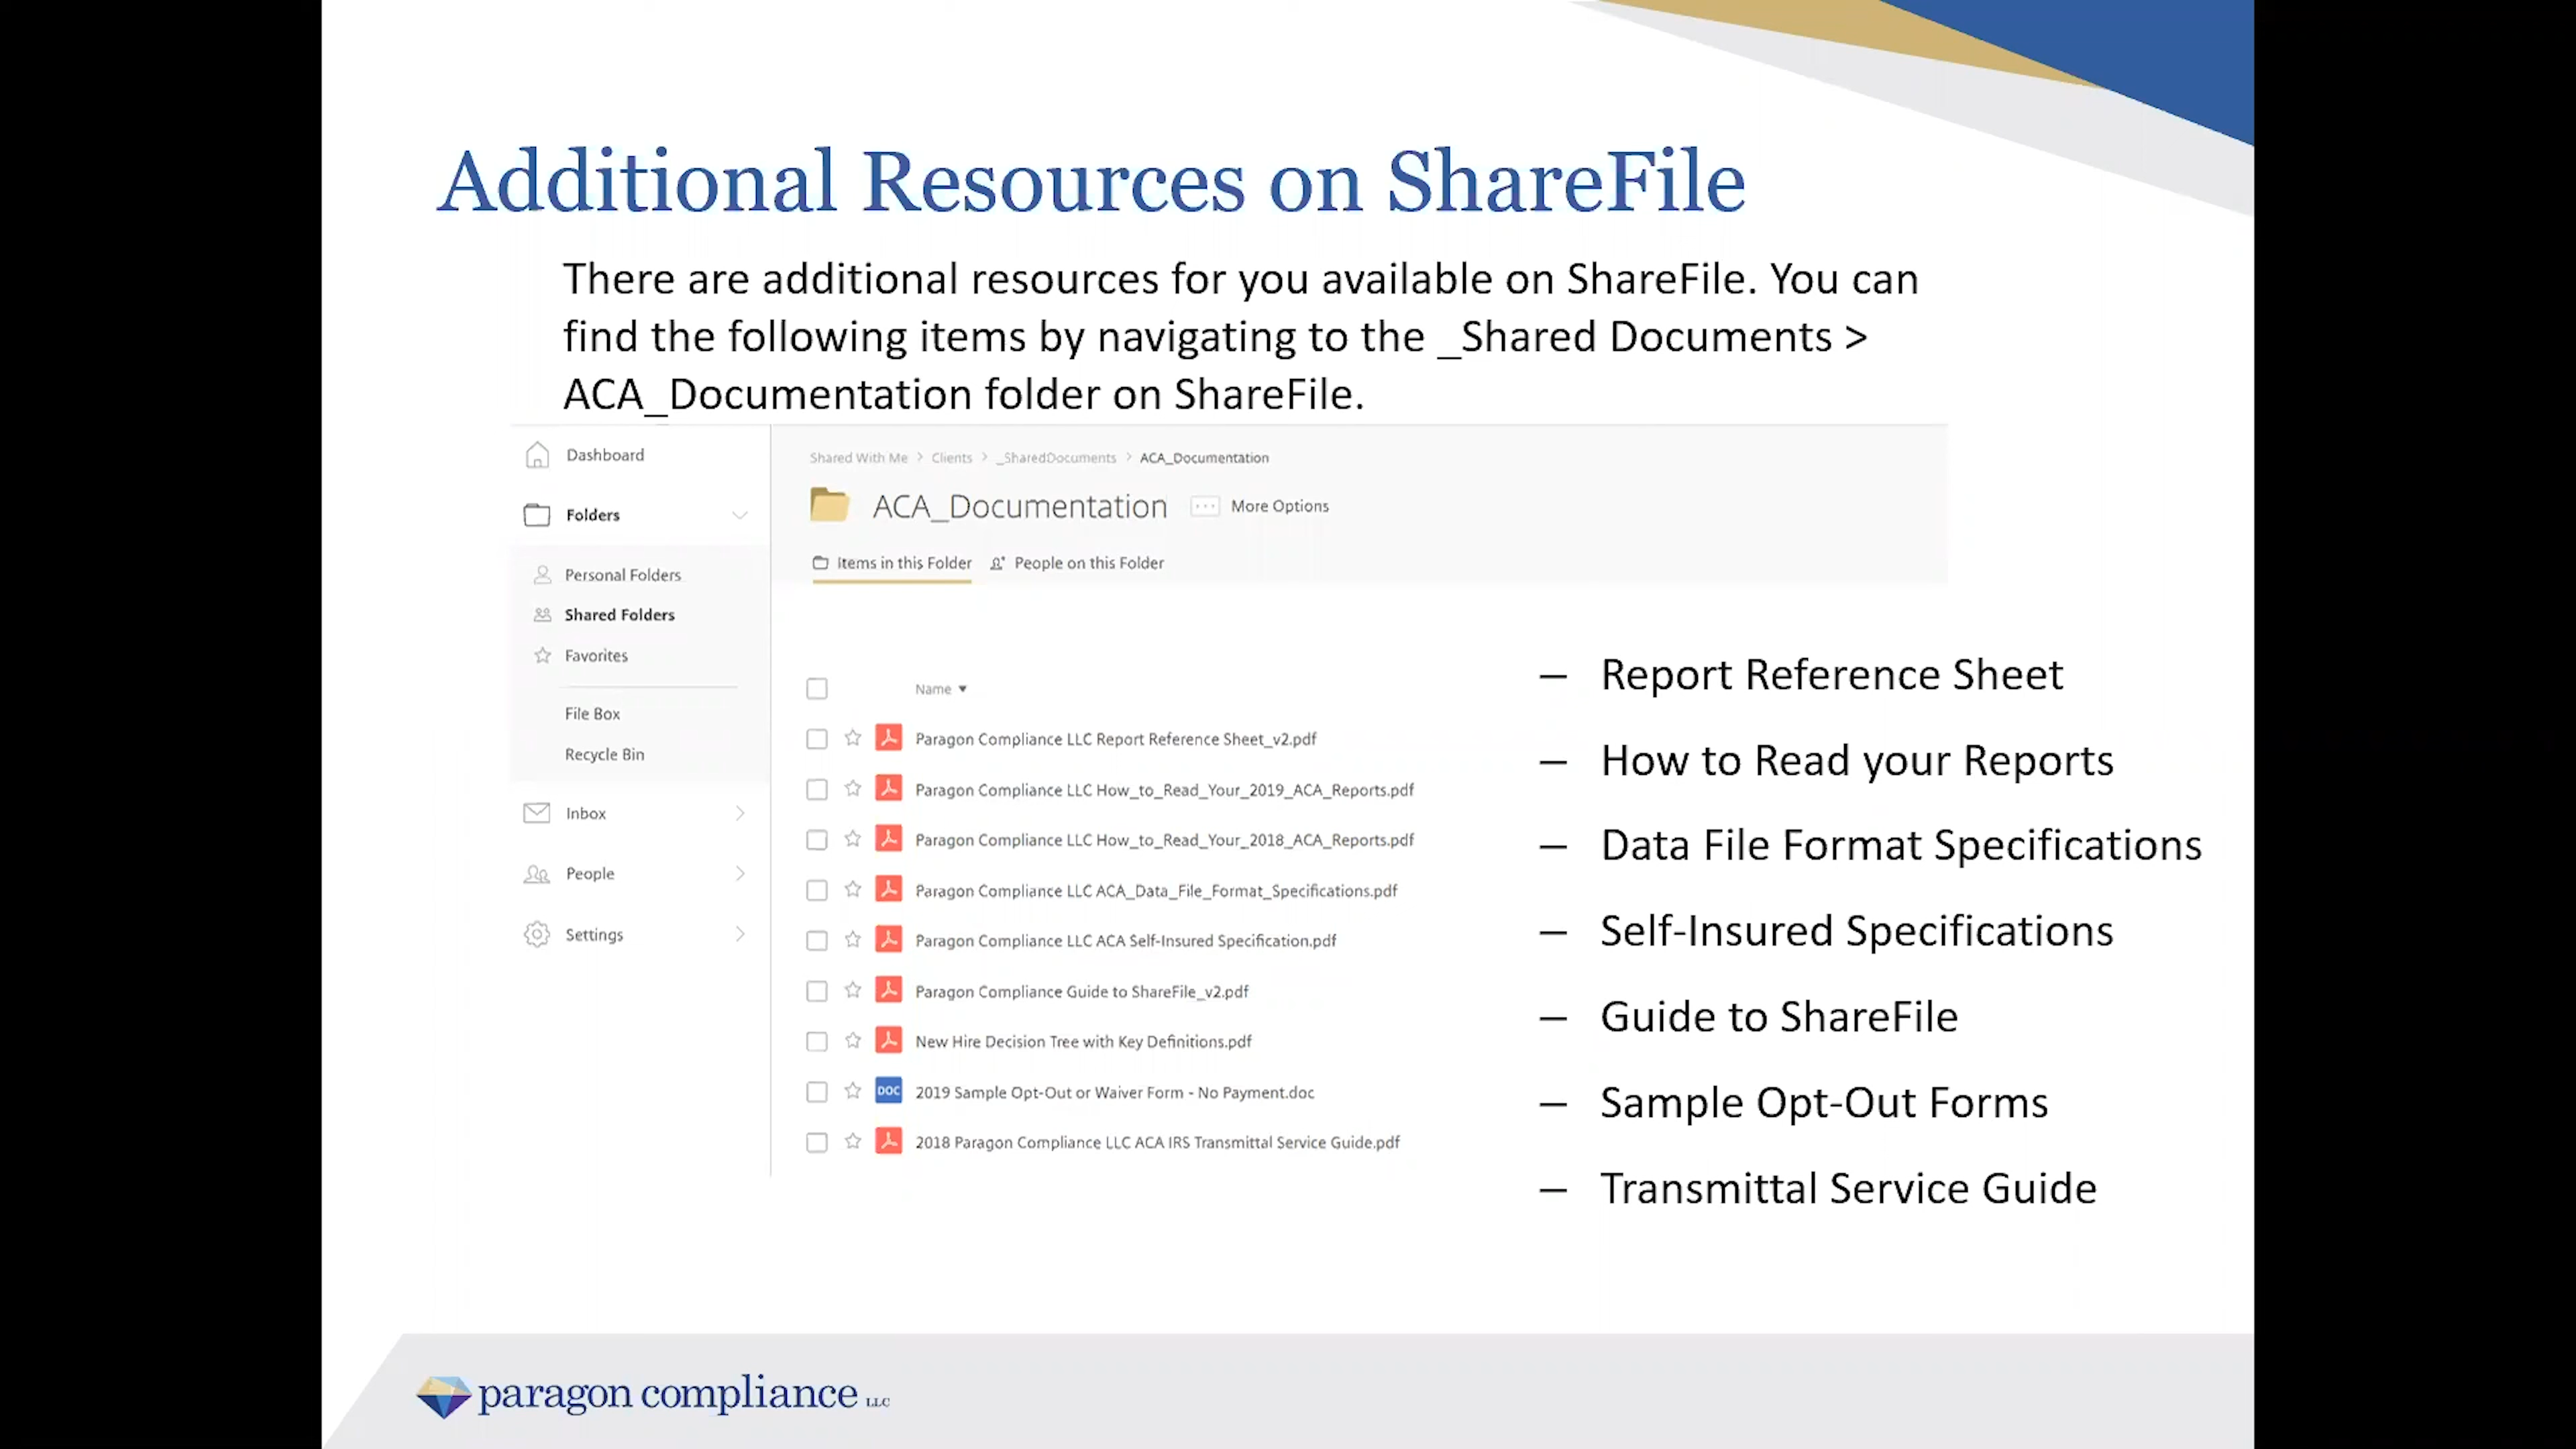 Additional Resources on ShareFile
There are additional resources for you available on ShareFile. You can
find the following items by navigating to the _Shared Documents >
ACA_Documentation folder on ShareFile.
Dashboard
Folders
Personal Folders
Shared Folders
Favorites
File Box
Recycle Bin
Inbox
People
Settings
Shared With Me > Clients > _SharedDocuments > ACA_Documentation
ACA_Documentation ··· More Options
Items in this Folder People on this Folder
Name ▼
Paragon Compliance LLC Report Reference Sheet_v2.pdf
Paragon Compliance LLC How_to_Read_Your_2019_ACA_Reports.pdf
Paragon Compliance LLC How_to_Read_Your_2018_ACA_Reports.pdf
Paragon Compliance LLC ACA_Data_File_Format_Specifications.pdf
Paragon Compliance LLC ACA Self-Insured Specification.pdf
Paragon Compliance Guide to ShareFile_v2.pdf
New Hire Decision Tree with Key Definitions.pdf
DOC 2019 Sample Opt-Out or Waiver Form - No Payment.doc
2018 Paragon Compliance LLC ACA IRS Transmittal Service Guide.pdf
– Report Reference Sheet
– How to Read your Reports
– Data File Format Specifications
– Self-Insured Specifications
– Guide to ShareFile
– Sample Opt-Out Forms
– Transmittal Service Guide
paragon compliance LLC